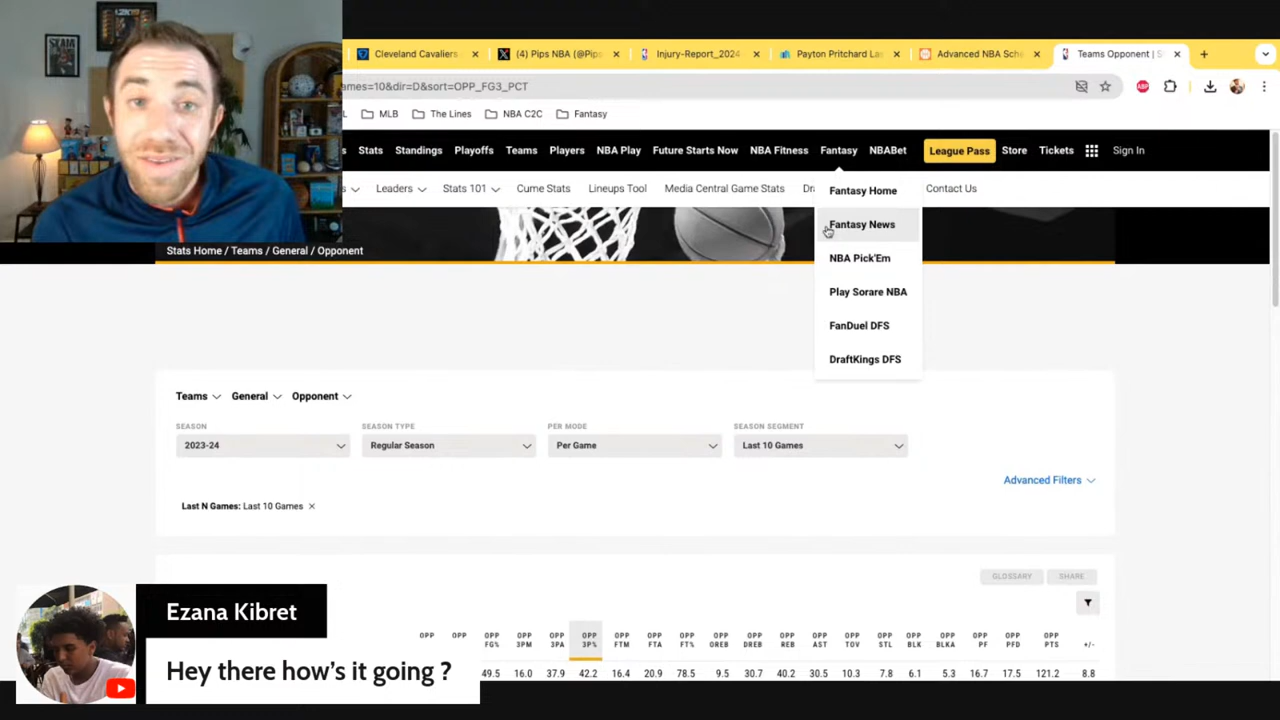 SLAM
Cleveland Cavaliers
(4) Pips NBA (@Pips
Injury-Report_2024
Payton Pritchard Las
Advanced NBA Sche
Teams Opponent | S
ames=10&dir=D&sort=OPP_FG3_PCT
ABP
MLB
The Lines
NBA C2C
Fantasy
Stats
Standings
Playoffs
Teams
Players
NBA Play
Future Starts Now
NBA Fitness
Fantasy
NBABet
League Pass
Store
Tickets
Sign In
Leaders
Stats 101
Cume Stats
Lineups Tool
Media Central Game Stats
Contact Us
Fantasy Home
Fantasy News
NBA Pick'Em
Play Sorare NBA
FanDuel DFS
DraftKings DFS
Stats Home / Teams / General / Opponent
Teams
General
Opponent
SEASON
SEASON TYPE
PER MODE
SEASON SEGMENT
2023-24
Regular Season
Per Game
Last 10 Games
Advanced Filters
Last N Games: Last 10 Games ×
GLOSSARY
SHARE
OPP OPP OPP OPP OPP OPP OPP OPP OPP OPP OPP OPP OPP OPP OPP OPP OPP OPP OPP OPP
FG% 3PM 3PA 3P% FTM FTA FT% OREB DREB REB AST TOV STL BLK BLKA PF PFD PTS +/-
49.5 16.0 37.9 42.2 16.4 20.9 78.5 9.5 30.7 40.2 30.5 10.3 7.8 6.1 5.3 16.7 17.5 121.2 8.8
Ezana Kibret
Hey there how's it going ?